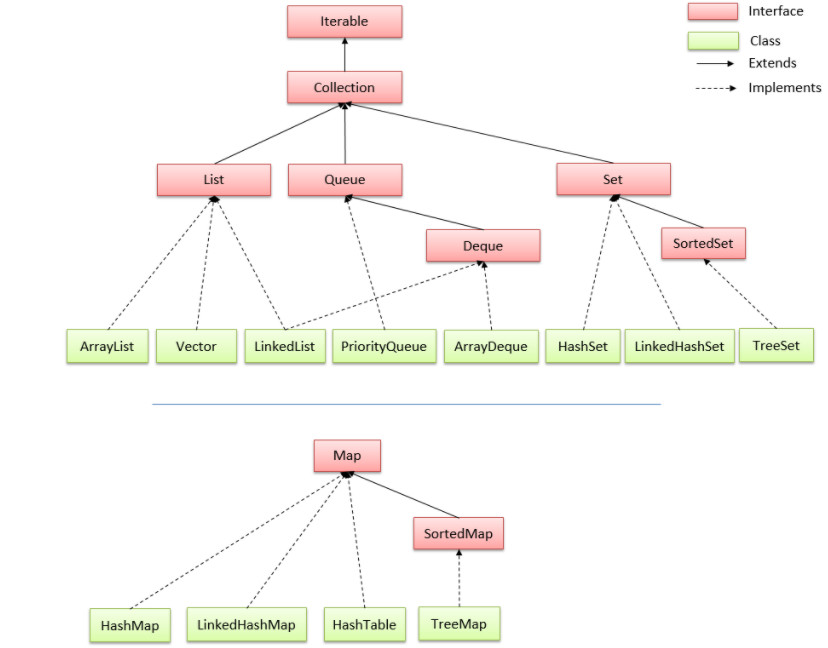 Iterable
Interface
Class
Extends
Implements
Collection
List
Queue
Set
Deque
SortedSet
ArrayList
Vector
LinkedList
PriorityQueue
ArrayDeque
HashSet
LinkedHashSet
TreeSet
Map
SortedMap
HashMap
LinkedHashMap
HashTable
TreeMap